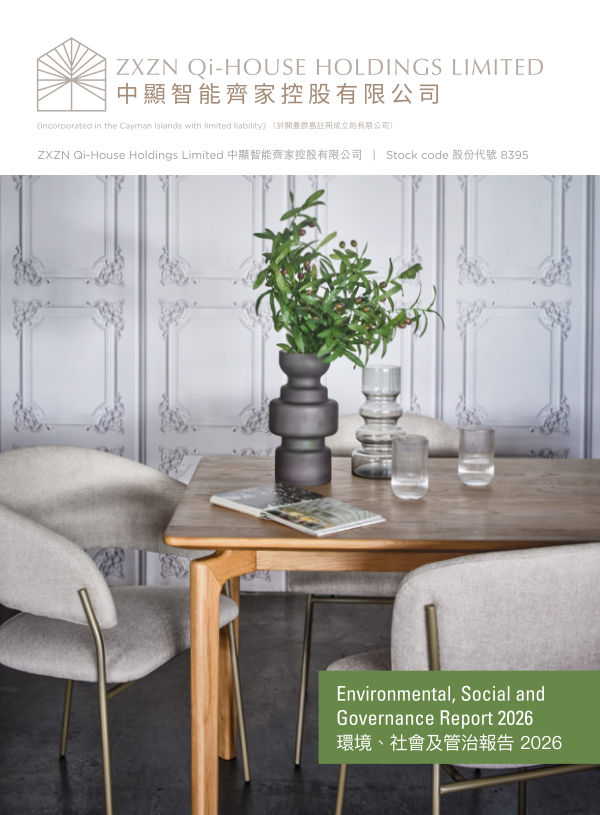 ZXZN Qi-HOUSE HOLDINGS LIMITED
中顯智能齊家控股有限公司
(Incorporated in the Cayman Islands with limited liability) (於開曼群島註冊成立的有限公司)
ZXZN Qi-House Holdings Limited 中顯智能齊家控股有限公司 | Stock code 股份代號 8395
Environmental, Social and
Governance Report 2026
環境、社會及管治報告 2026